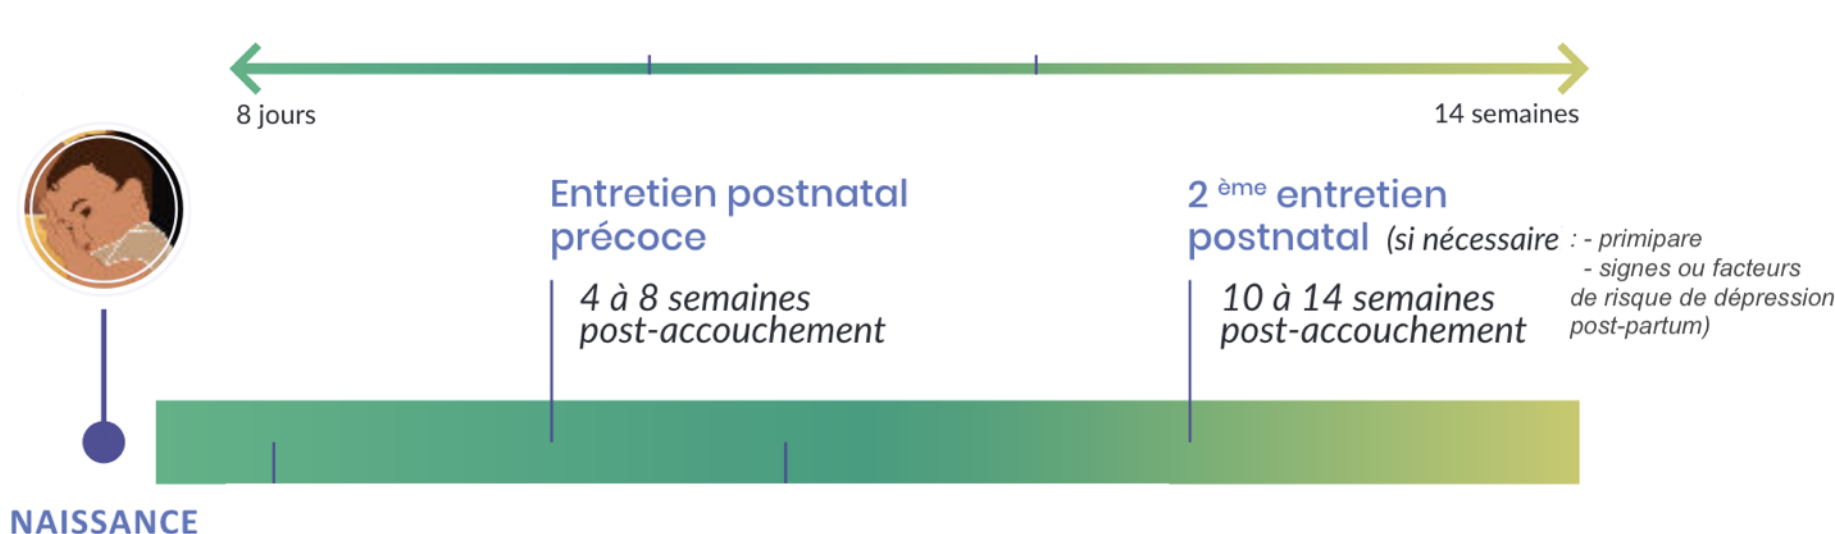 8 jours
14 semaines
Entretien postnatal
précoce
4 à 8 semaines
post-accouchement
2 ème entretien
postnatal (si nécessaire : - primipare
- signes ou facteurs
de risque de dépression
post-partum)
10 à 14 semaines
post-accouchement
NAISSANCE